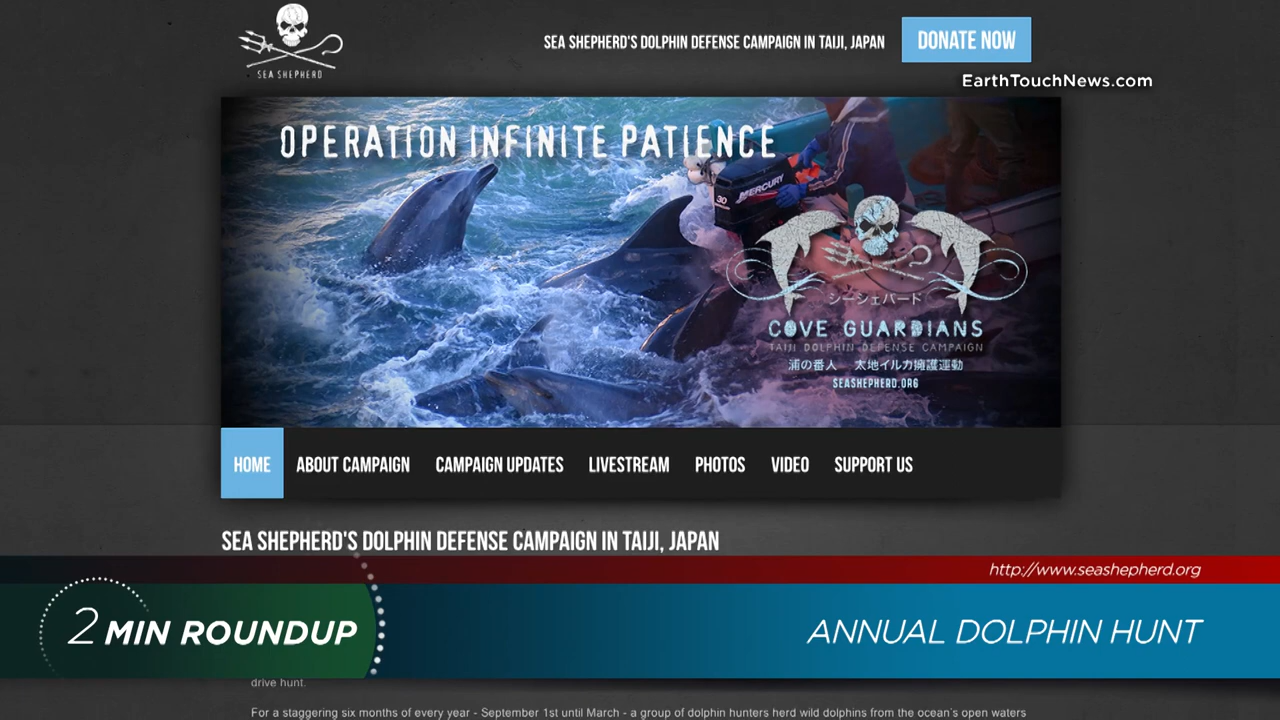 SEA SHEPHERD
SEA SHEPHERD'S DOLPHIN DEFENSE CAMPAIGN IN TAIJI, JAPAN
DONATE NOW
EarthTouchNews.com
OPERATION INFINITE PATIENCE
MERCURY
30
シーシェパード
COVE GUARDIANS
TAIJI DOLPHIN DEFENSE CAMPAIGN
浦の番人 太地イルカ擁護運動
SEASHEPHERD.ORG
HOME ABOUT CAMPAIGN CAMPAIGN UPDATES LIVESTREAM PHOTOS VIDEO SUPPORT US
SEA SHEPHERD'S DOLPHIN DEFENSE CAMPAIGN IN TAIJI, JAPAN
http://www.seashepherd.org
2 MIN ROUNDUP
ANNUAL DOLPHIN HUNT
drive hunt.
For a staggering six months of every year - September 1st until March - a group of dolphin hunters herd wild dolphins from the ocean's open waters